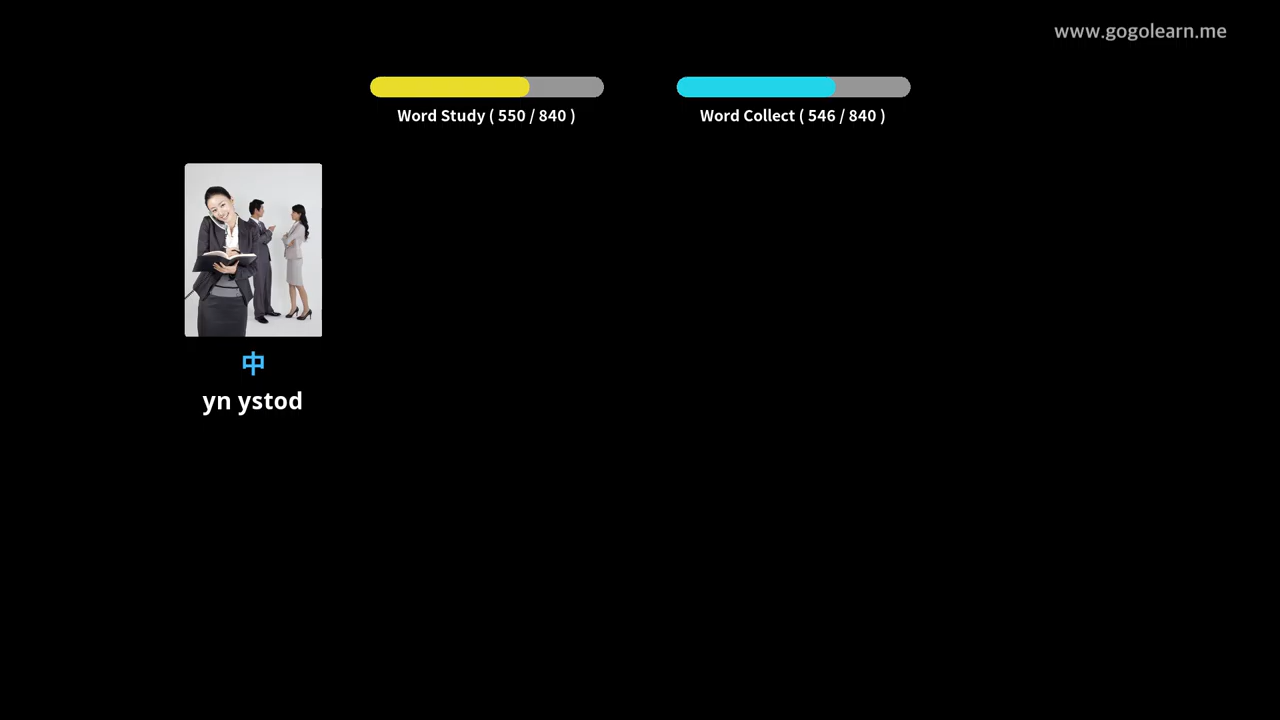 www.gogolearn.me
Word Study ( 550 / 840 )
Word Collect ( 546 / 840 )
中
yn ystod